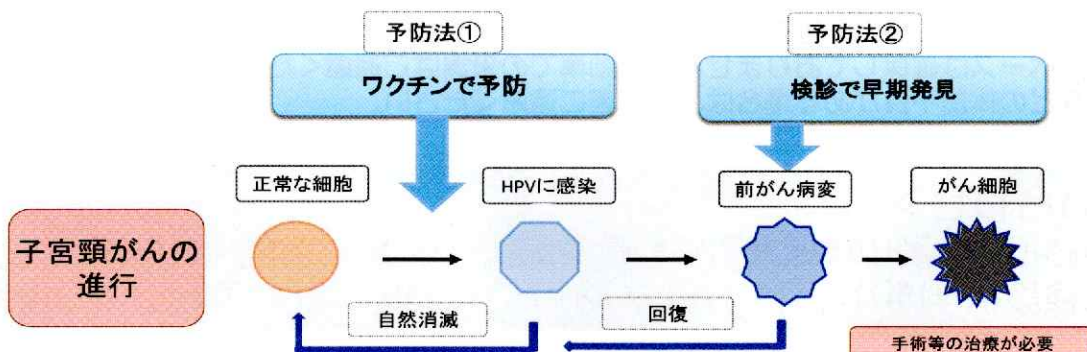 予防法①
予防法②
ワクチンで予防
検診で早期発見
正常な細胞
HPVに感染
前がん病変
がん細胞
子宮頸がんの
進行
自然消滅
回復
手術等の治療が必要